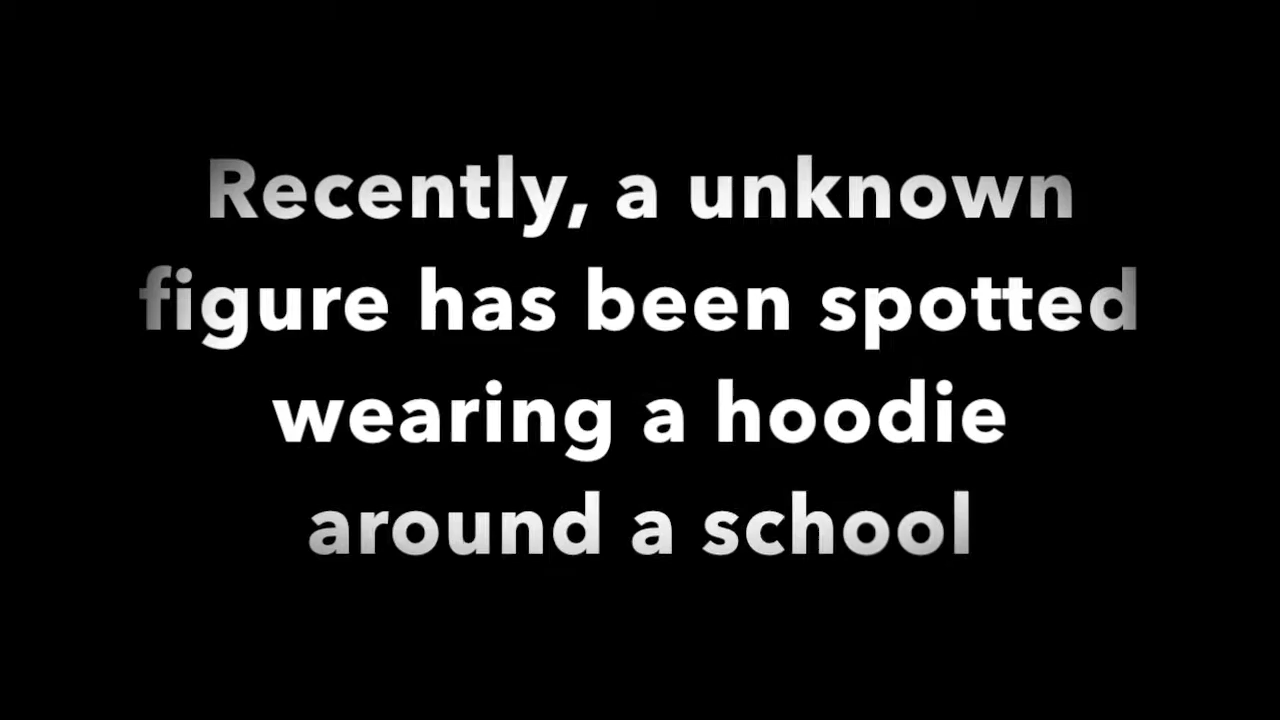 Recently, a unknown
figure has been spotted
wearing a hoodie
around a school